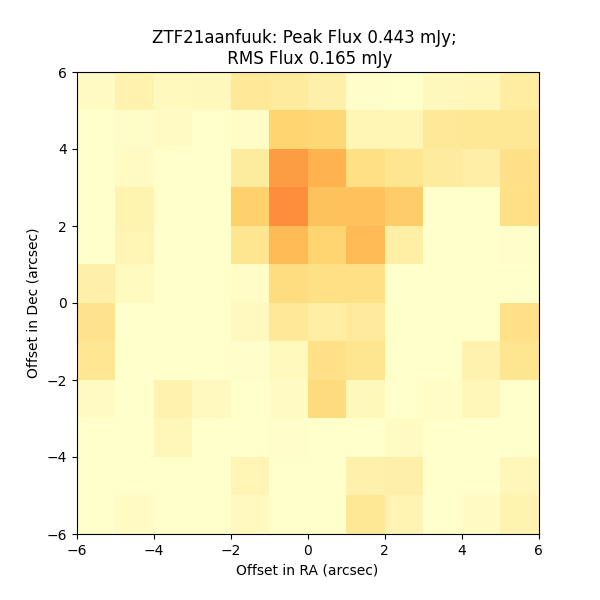 ZTF21aanfuuk: Peak Flux 0.443 mJy;
RMS Flux 0.165 mJy
6
4
2
0
−2
−4
−6
Offset in Dec (arcsec)
−6 −4 −2 0 2 4 6
Offset in RA (arcsec)